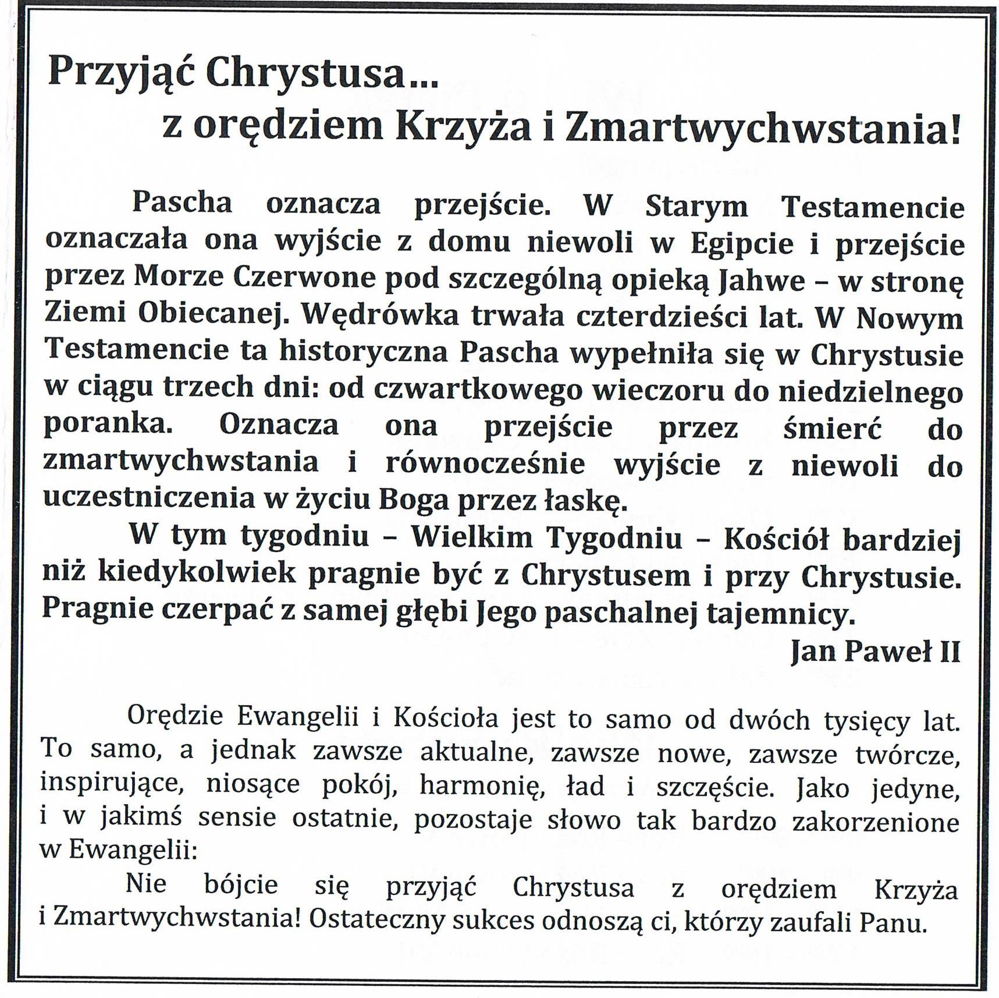 Przyjąć Chrystusa...
z orędziem Krzyża i Zmartwychwstania!
Pascha oznacza przejście. W Starym Testamencie
oznaczała ona wyjście z domu niewoli w Egipcie i przejście
przez Morze Czerwone pod szczególną opieką Jahwe – w stronę
Ziemi Obiecanej. Wędrówka trwała czterdzieści lat. W Nowym
Testamencie ta historyczna Pascha wypełniła się w Chrystusie
w ciągu trzech dni: od czwartkowego wieczoru do niedzielnego
poranka. Oznacza ona przejście przez śmierć do
zmartwychwstania i równocześnie wyjście z niewoli do
uczestniczenia w życiu Boga przez łaskę.
W tym tygodniu – Wielkim Tygodniu – Kościół bardziej
niż kiedykolwiek pragnie być z Chrystusem i przy Chrystusie.
Pragnie czerpać z samej głębi Jego paschalnej tajemnicy.
Jan Paweł II
Orędzie Ewangelii i Kościoła jest to samo od dwóch tysięcy lat.
To samo, a jednak zawsze aktualne, zawsze nowe, zawsze twórcze,
inspirujące, niosące pokój, harmonię, ład i szczęście. Jako jedyne,
i w jakimś sensie ostatnie, pozostaje słowo tak bardzo zakorzenione
w Ewangelii:
Nie bójcie się przyjąć Chrystusa z orędziem Krzyża
i Zmartwychwstania! Ostateczny sukces odnoszą ci, którzy zaufali Panu.